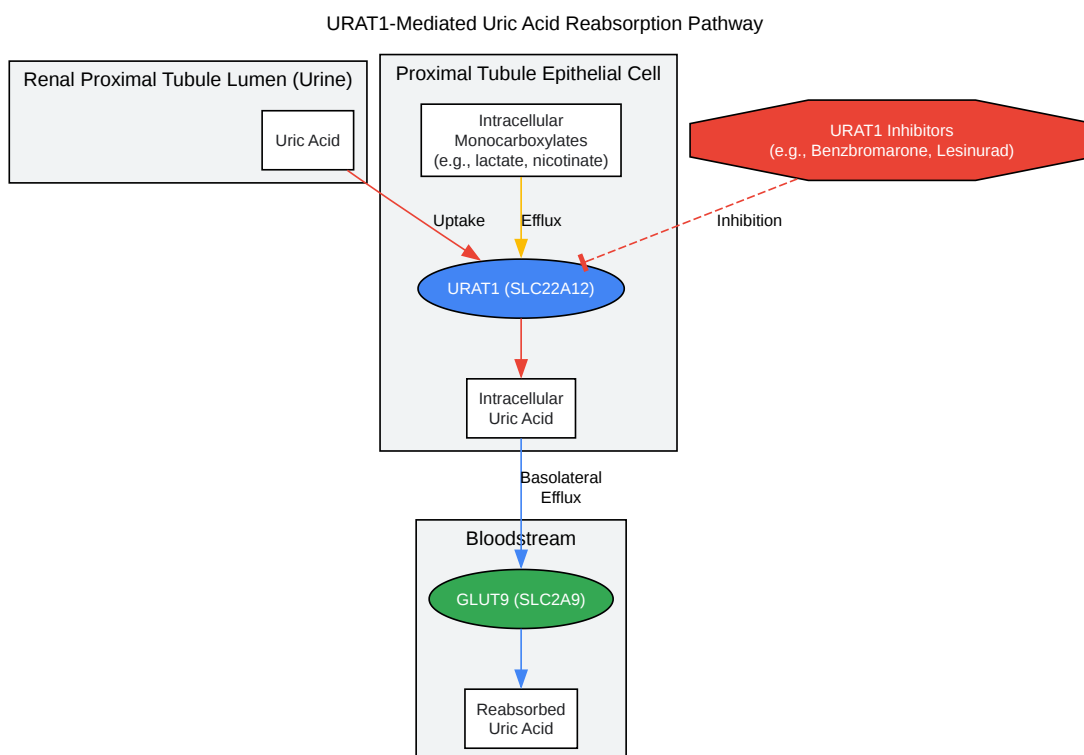 URAT1-Mediated Uric Acid Reabsorption Pathway
Renal Proximal Tubule Lumen (Urine)
Uric Acid
Proximal Tubule Epithelial Cell
Intracellular
Monocarboxylates
(e.g., lactate, nicotinate)
URAT1 Inhibitors
(e.g., Benzbromarone, Lesinurad)
Uptake
Efflux
Inhibition
URAT1 (SLC22A12)
Intracellular
Uric Acid
Basolateral
Efflux
Bloodstream
GLUT9 (SLC2A9)
Reabsorbed
Uric Acid